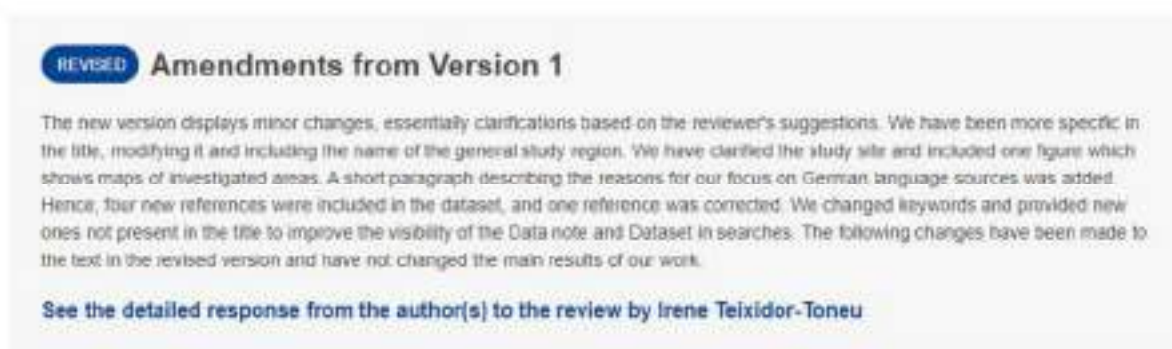 REVISED Amendments from Version 1
The new version displays minor changes, essentially clarifications based on the reviewer's suggestions. We have been more specific in
the title, modifying it and including the name of the general study region. We have clarified the study site and included one figure which
shows maps of investigated areas. A short paragraph describing the reasons for our focus on German language sources was added.
Hence, four new references were included in the dataset, and one reference was corrected. We changed keywords and provided new
ones not present in the title to improve the visibility of the Data note and Dataset in searches. The following changes have been made to
the text in the revised version and have not changed the main results of our work.
See the detailed response from the author(s) to the review by Irene Teixidor-Toneu